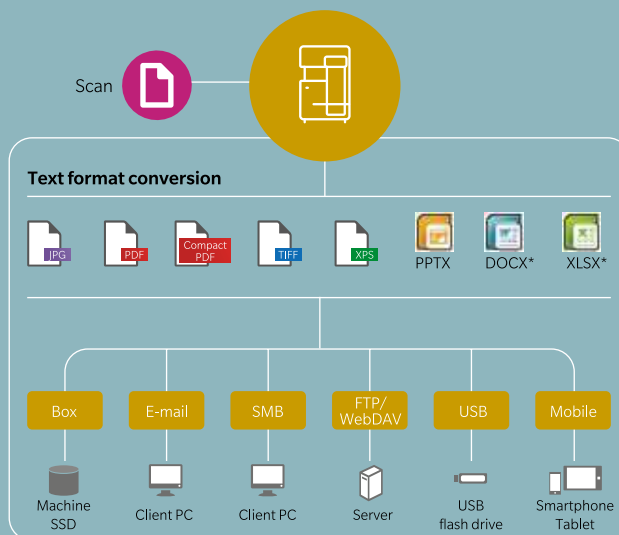 Scan
Text format conversion
JPG
PDF
Compact
PDF
TIFF
XPS
PPTX
DOCX*
XLSX*
Box
E-mail
SMB
FTP/
WebDAV
USB
Mobile
Machine
SSD
Client PC
Client PC
Server
USB
flash drive
Smartphone
Tablet